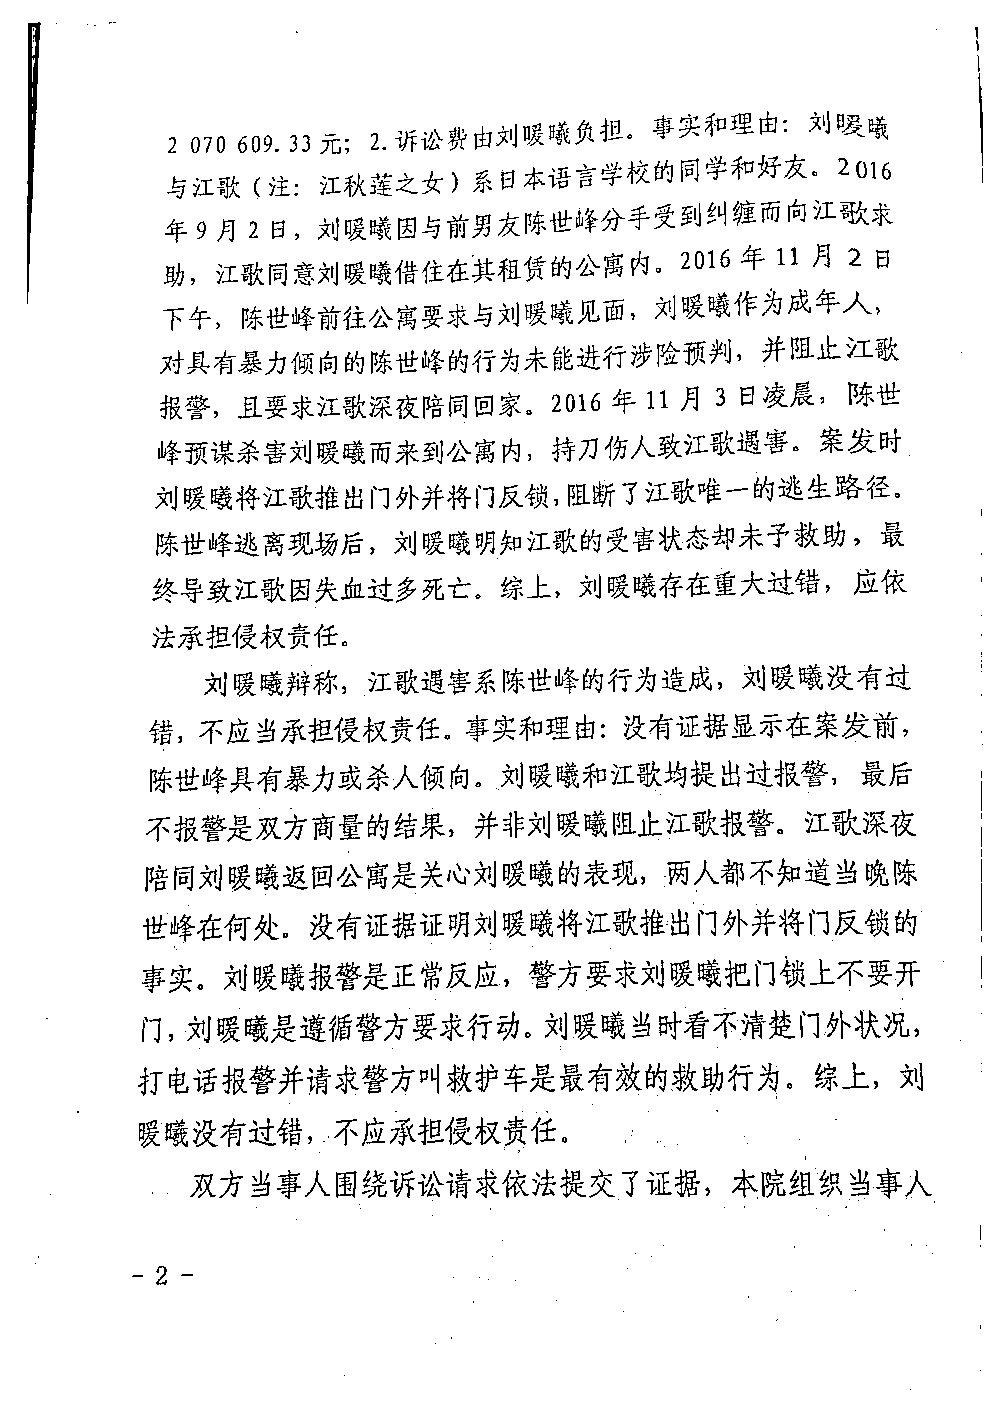 2 070 609.33元；2.诉讼费由刘暖曦负担。事实和理由：刘暖曦
与江歌（注：江秋莲之女）系日本语言学校的同学和好友。2016
年9月2日，刘暖曦因与前男友陈世峰分手受到纠缠而向江歌求
助，江歌同意刘暖曦借住在其租赁的公寓内。2016年11月2日
下午，陈世峰前往公寓要求与刘暖曦见面，刘暖曦作为成年人，
对具有暴力倾向的陈世峰的行为未能进行涉险预判，并阻止江歌
报警，且要求江歌深夜陪同回家。2016年11月3日凌晨，陈世
峰预谋杀害刘暖曦而来到公寓内，持刀伤人致江歌遇害。案发时
刘暖曦将江歌推出门外并将门反锁，阻断了江歌唯一的逃生路径。
陈世峰逃离现场后，刘暖曦明知江歌的受害状态却未予救助，最
终导致江歌因失血过多死亡。综上，刘暖曦存在重大过错，应依
法承担侵权责任。
刘暖曦辩称，江歌遇害系陈世峰的行为造成，刘暖曦没有过
错，不应当承担侵权责任。事实和理由：没有证据显示在案发前，
陈世峰具有暴力或杀人倾向。刘暖曦和江歌均提出过报警，最后
不报警是双方商量的结果，并非刘暖曦阻止江歌报警。江歌深夜
陪同刘暖曦返回公寓是关心刘暖曦的表现，两人都不知道当晚陈
世峰在何处。没有证据证明刘暖曦将江歌推出门外并将门反锁的
事实。刘暖曦报警是正常反应，警方要求刘暖曦把门锁上不要开
门，刘暖曦是遵循警方要求行动。刘暖曦当时看不清楚门外状况，
打电话报警并请求警方叫救护车是最有效的救助行为。综上，刘
暖曦没有过错，不应承担侵权责任。
双方当事人围绕诉讼请求依法提交了证据，本院组织当事人
- 2 -